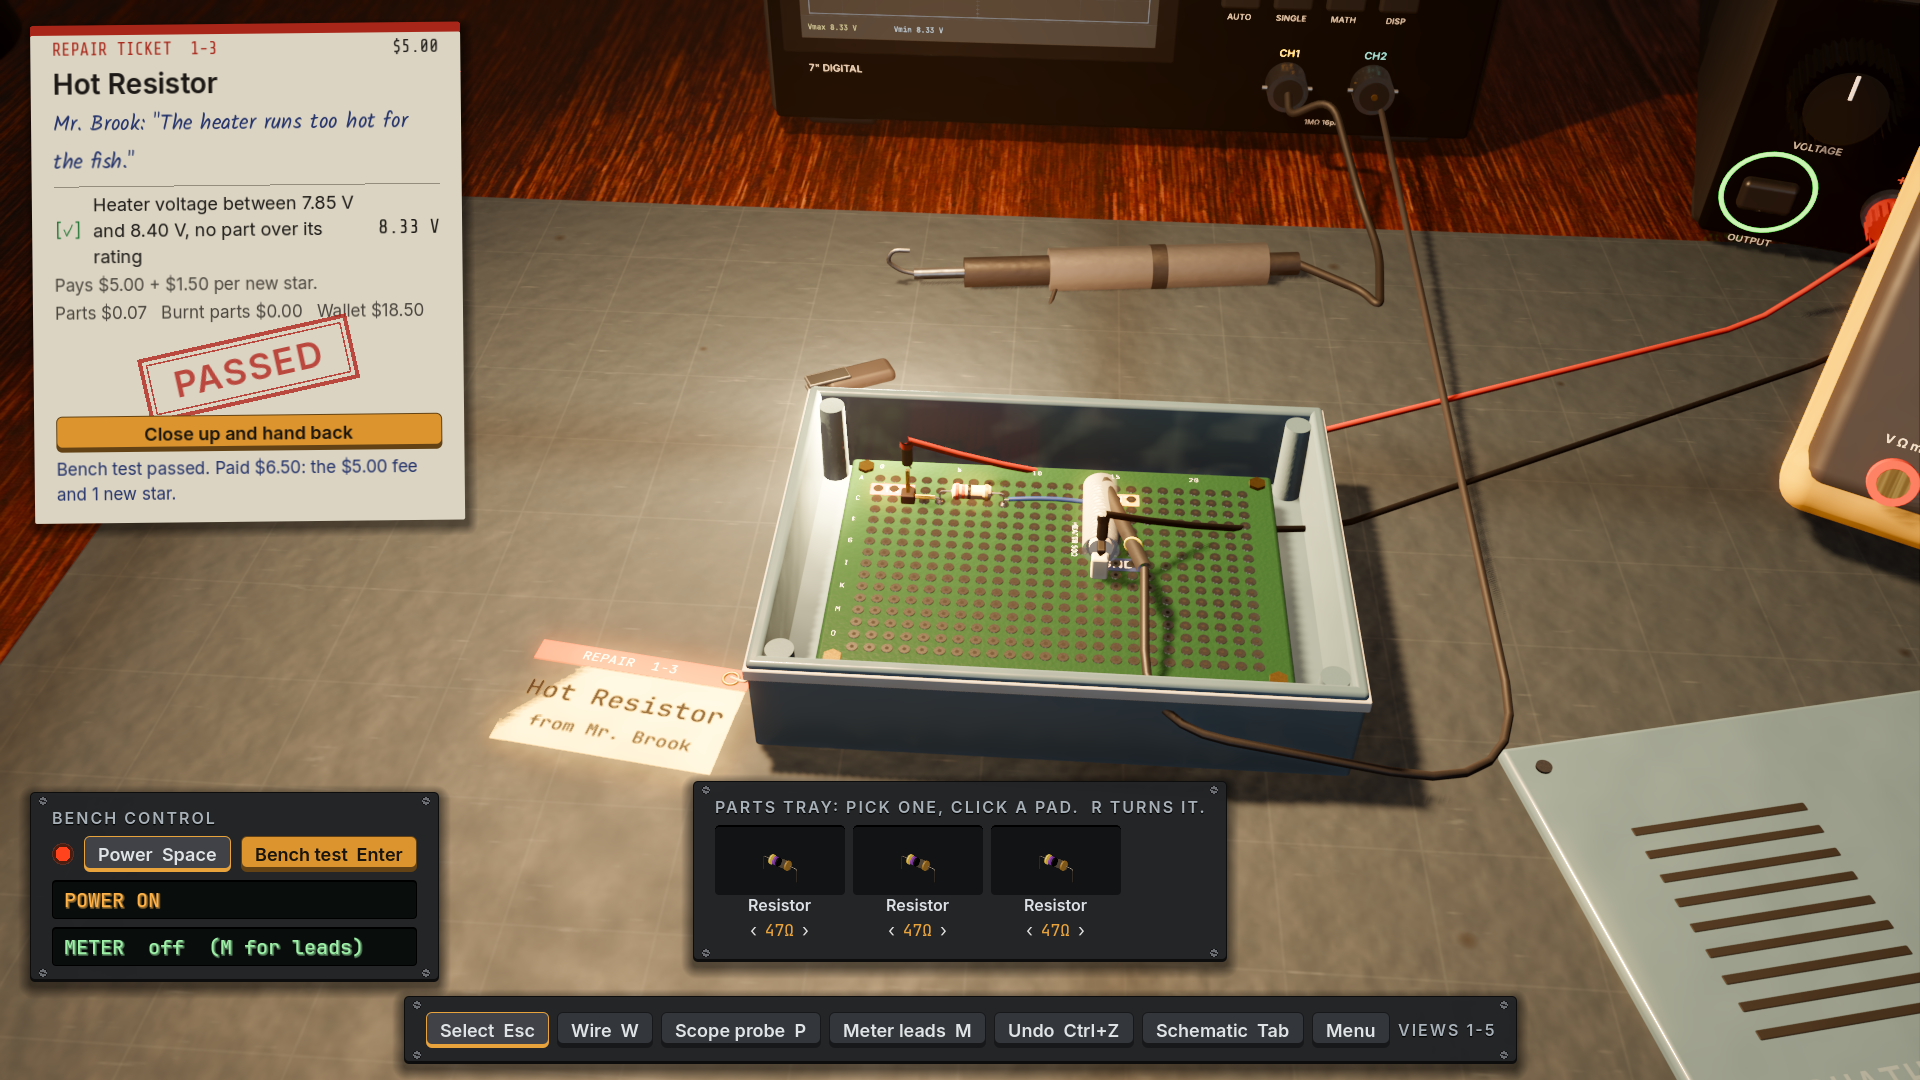 REPAIR TICKET 1-3
$5.00
Hot Resistor
Mr. Brook: "The heater runs too hot for
the fish."
Heater voltage between 7.85 V
[✓] and 8.40 V, no part over its 8.33 V
rating
Pays $5.00 + $1.50 per new star.
Parts $0.07 Burnt parts $0.00 Wallet $18.50
PASSED
Close up and hand back
Bench test passed. Paid $6.50: the $5.00 fee
and 1 new star.
Vmax 8.33 V Vmin 8.33 V
7" DIGITAL
AUTO SINGLE MATH DISP
CH1 CH2
VOLTAGE
OUTPUT
REPAIR 1-3
Hot Resistor
from Mr. Brook
BENCH CONTROL
Power Space
Bench test Enter
POWER ON
METER off (M for leads)
PARTS TRAY: PICK ONE, CLICK A PAD. R TURNS IT.
Resistor Resistor Resistor
‹ 47Ω › ‹ 47Ω › ‹ 47Ω ›
Select Esc
Wire W
Scope probe P
Meter leads M
Undo Ctrl+Z
Schematic Tab
Menu
VIEWS 1-5